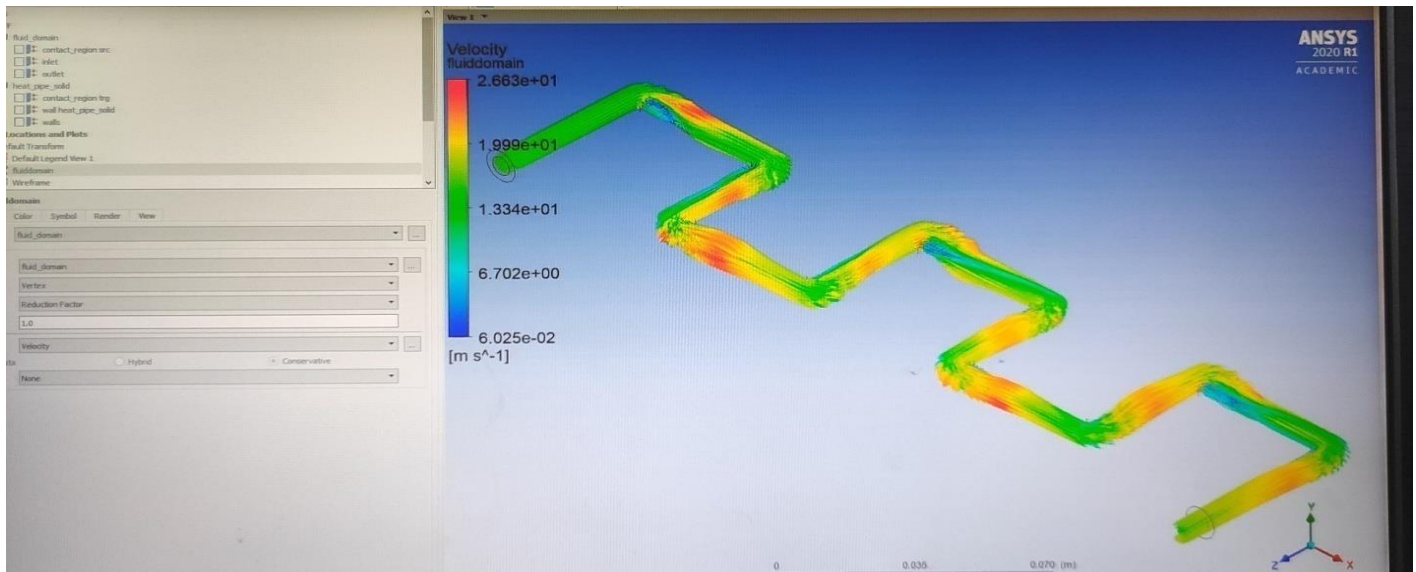 fluid_domain
contact_region src
inlet
outlet
heat_pipe_solid
contact_region trg
wall heat_pipe_solid
walls
Locations and Plots
Default Legend View 1
fluiddomain
Wireframe
Color Symbol Render View
fluid_domain ...
fluid_domain ...
Vertex
Reduction Factor
1.0
Velocity ...
Hybrid Conservative
None
View 1
Velocity
fluiddomain
2.663e+01
1.999e+01
1.334e+01
6.702e+00
6.025e-02
[m s^-1]
ANSYS
2020 R1
ACADEMIC
0 0.035 0.070 (m)
Y
Z X